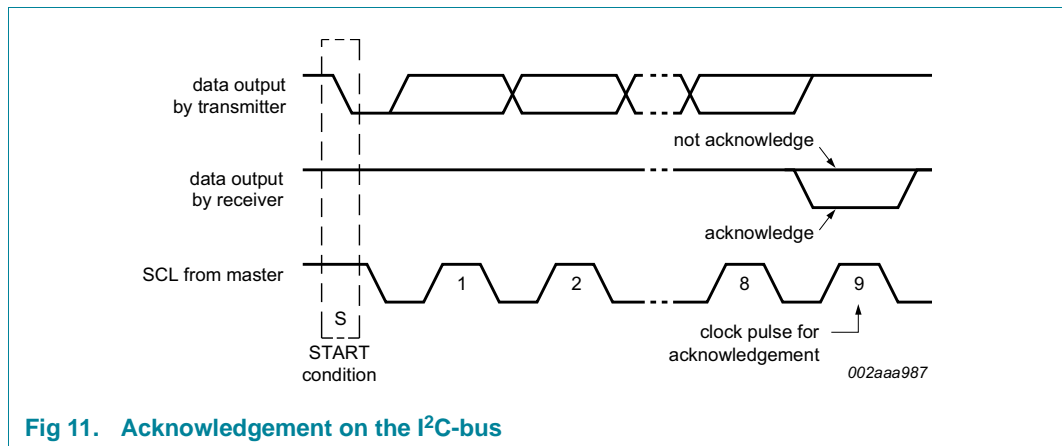 data output
by transmitter
not acknowledge
data output
by receiver
acknowledge
SCL from master
1
2
8
9
S
START
condition
clock pulse for
acknowledgement
002aaa987
Fig 11. Acknowledgement on the I²C-bus